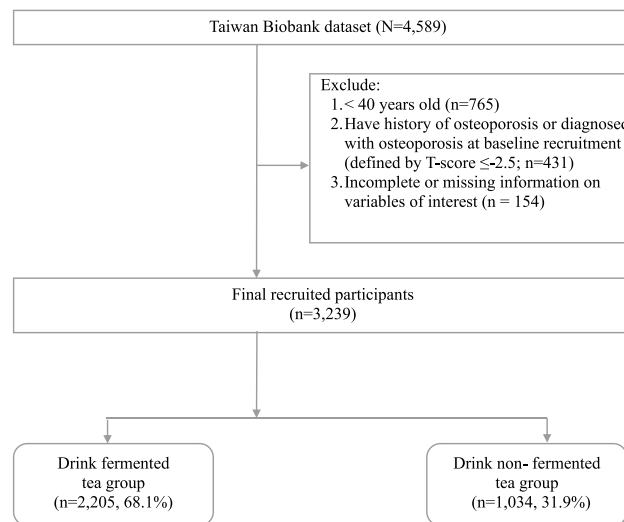 Taiwan Biobank dataset (N=4,589)
Exclude:
1.< 40 years old (n=765)
2.Have history of osteoporosis or diagnosed
with osteoporosis at baseline recruitment
(defined by T-score ≤-2.5; n=431)
3.Incomplete or missing information on
variables of interest (n = 154)
Final recruited participants
(n=3,239)
Drink fermented
tea group
(n=2,205, 68.1%)
Drink non- fermented
tea group
(n=1,034, 31.9%)